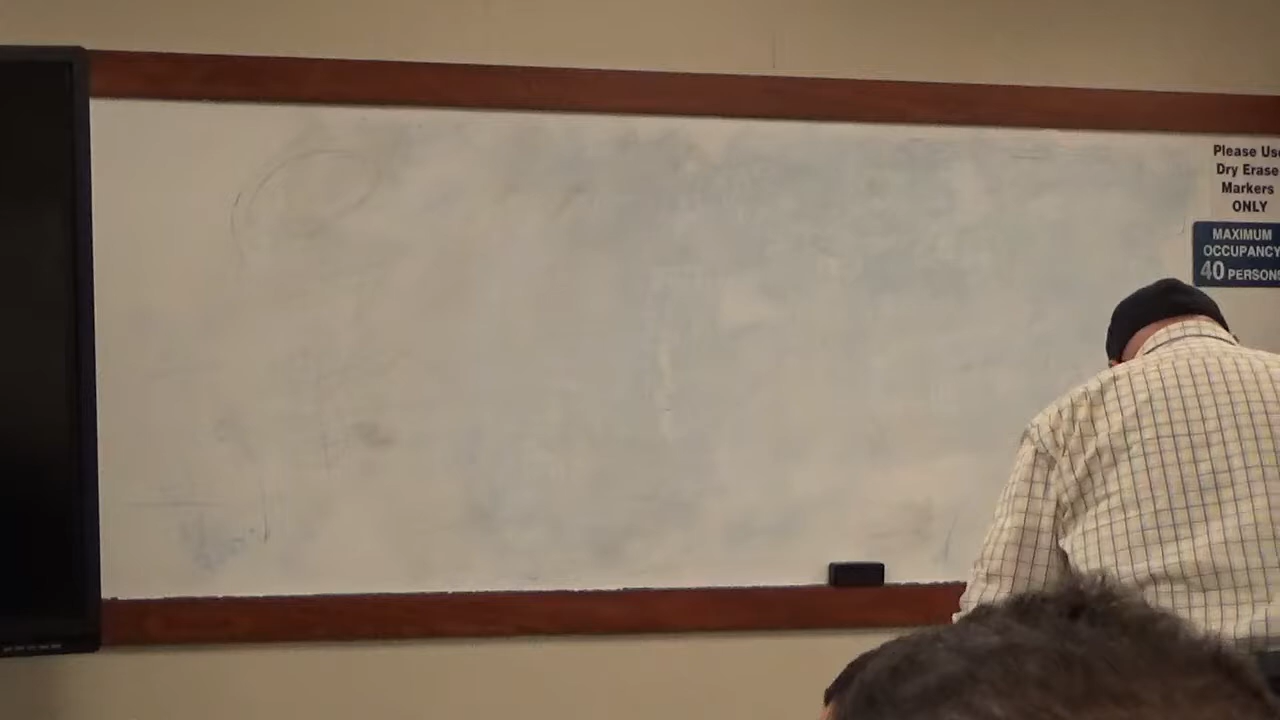 Please Use
Dry Erase
Markers
ONLY
MAXIMUM
OCCUPANCY
40 PERSONS